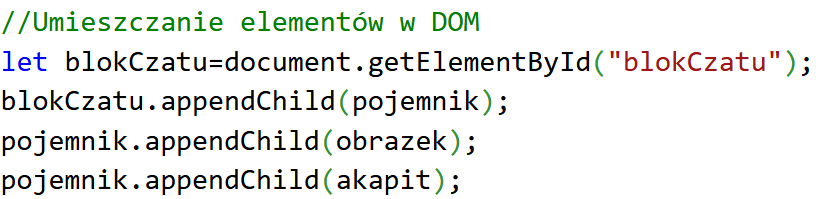 //Umieszczanie elementów w DOM
let blokCzatu=document.getElementById("blokCzatu");
blokCzatu.appendChild(pojemnik);
pojemnik.appendChild(obrazek);
pojemnik.appendChild(akapit);